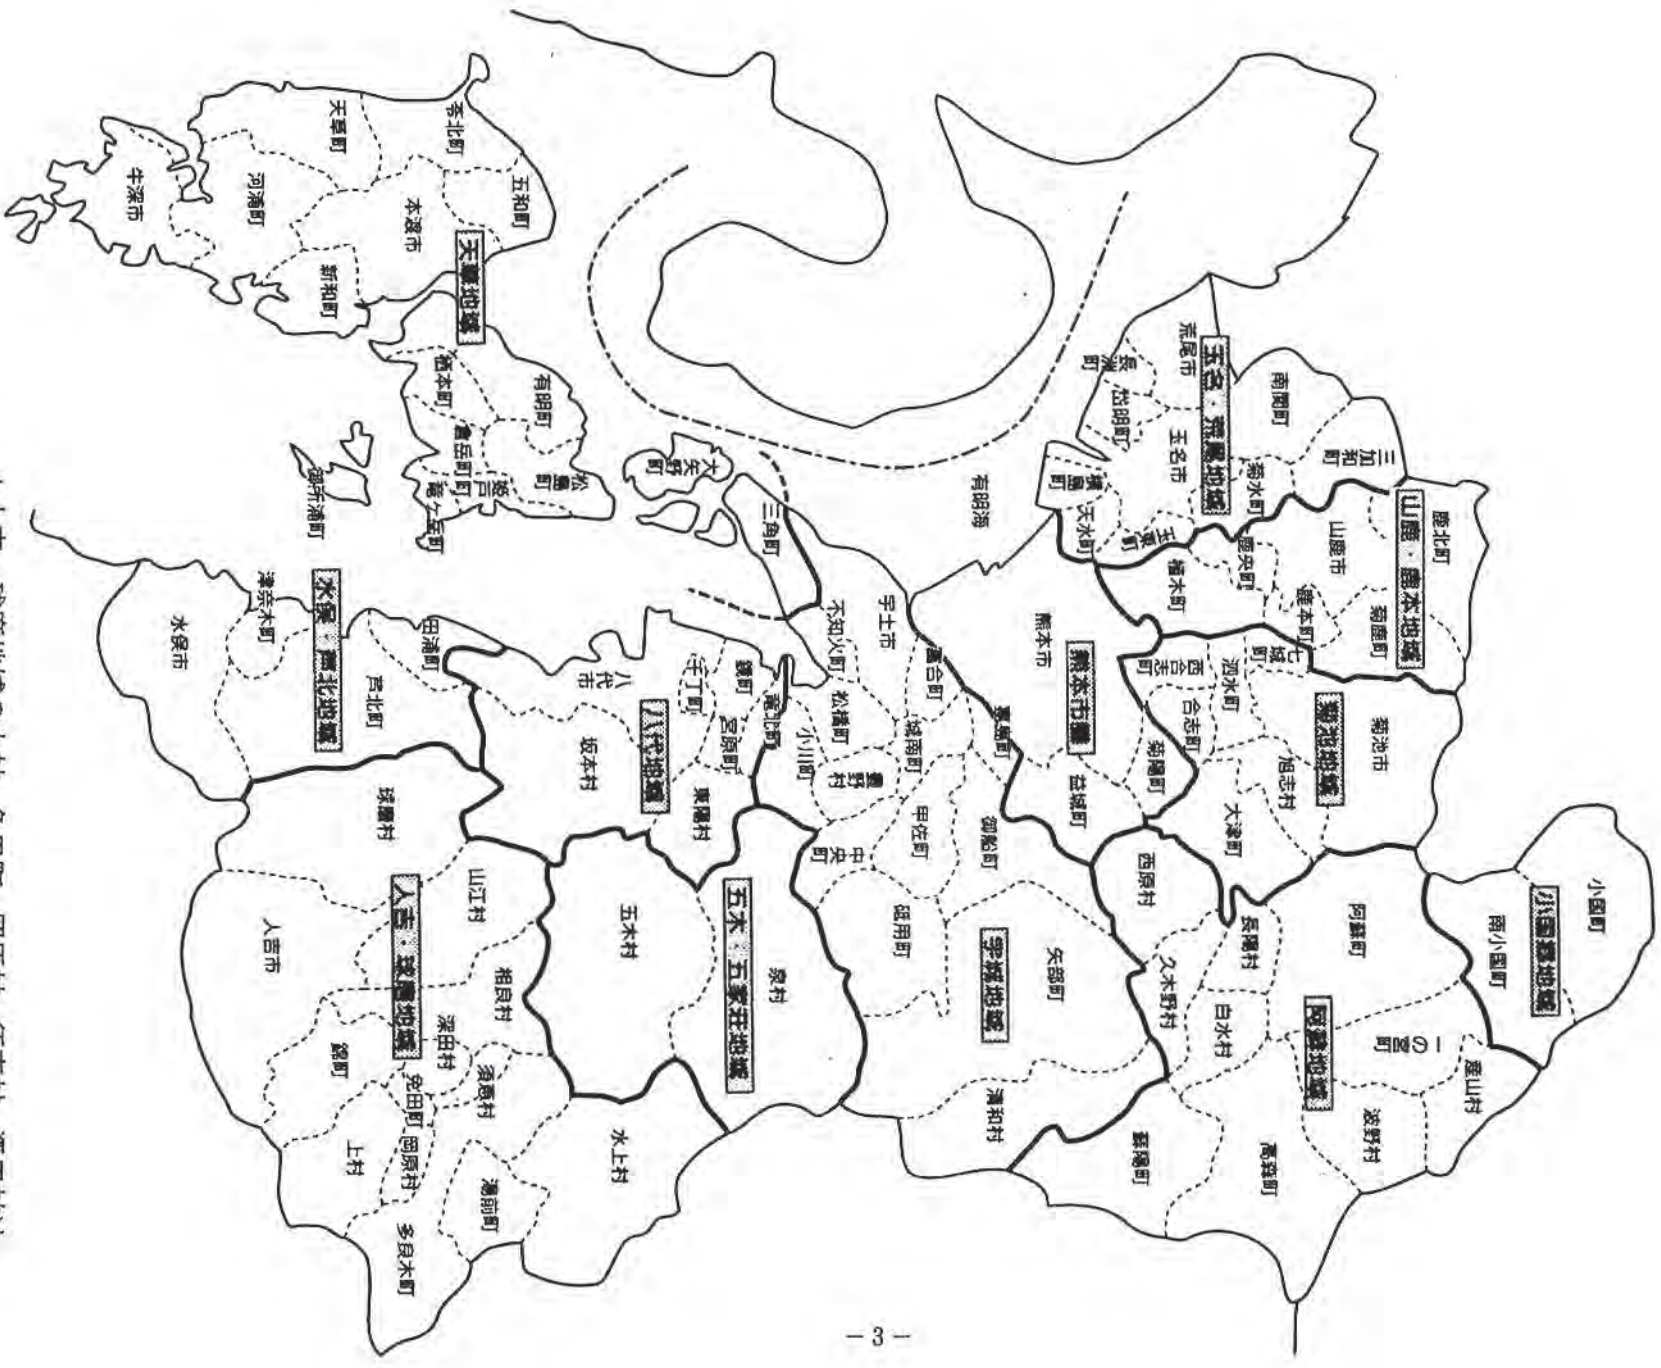 小国町
小国郷地域
南小国町
産山村
一の宮町
波野村
阿蘇地域
阿蘇町
長陽村
白水村
久木野村
高森町
蘇陽町
西原村
鹿北町
山鹿・鹿本地域
山鹿市
菊鹿町
鹿本町
鹿央町
植木町
菊池市
菊池地域
七城町
旭志村
泗水町
大津町
西合志町
合志町
菊陽町
三加和町
南関町
菊水町
玉名・荒尾地域
荒尾市
長洲町
岱明町
玉名市
横島町
天水町
玉東町
有明海
熊本市
熊本市域
益城町
嘉島町
御船町
矢部町
宇城地域
清和村
富合町
城南町
甲佐町
砥用町
宇土市
不知火町
松橋町
豊野村
中央町
小川町
三角町
大矢野町
竜北町
鏡町
宮原町
千丁町
東陽村
八代地域
八代市
坂本村
泉村
五木・五家荘地域
五木村
五和町
苓北町
天草地域
本渡市
天草町
新和町
河浦町
牛深市
有明町
栖本町
倉岳町
松島町
姫戸町
竜ケ岳町
御所浦町
田浦町
芦北町
水俣・芦北地域
津奈木町
水俣市
球磨村
山江村
人吉・球磨地域
人吉市
相良村
深田村
須恵村
錦町
免田町
岡原村
上村
水上村
湯前町
多良木町
－3－